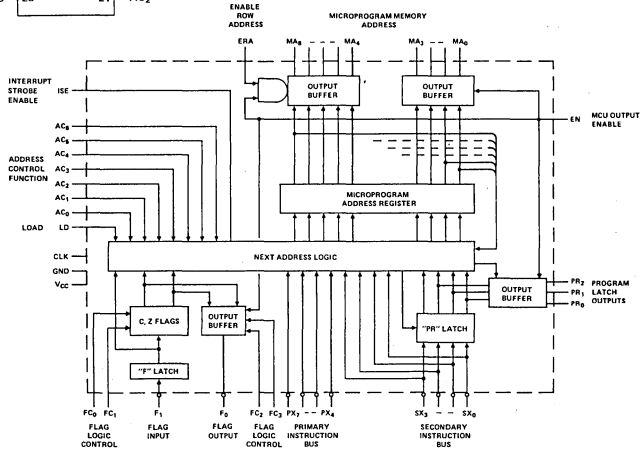 ENABLE
ROW
ADDRESS
MICROPROGRAM MEMORY
ADDRESS
ERA
MA8 - - - - MA4
MA3 - - MA0
INTERRUPT
STROBE
ENABLE
ISE
OUTPUT
BUFFER
OUTPUT
BUFFER
EN
MCU OUTPUT
ENABLE
ADDRESS
CONTROL
FUNCTION
AC6
AC5
AC4
AC3
AC2
AC1
AC0
MICROPROGRAM
ADDRESS REGISTER
LOAD LD
CLK
GND
VCC
NEXT ADDRESS LOGIC
OUTPUT
BUFFER
PR2
PR1
PR0
PROGRAM
LATCH
OUTPUTS
C, Z FLAGS
OUTPUT
BUFFER
"PR" LATCH
"F" LATCH
FC0 FC1 F1 F0 FC2 FC3 PX7 - - PX4 SX3 - - SX0
FLAG
LOGIC
CONTROL
FLAG
INPUT
FLAG
OUTPUT
FLAG
LOGIC
CONTROL
PRIMARY
INSTRUCTION
BUS
SECONDARY
INSTRUCTION
BUS